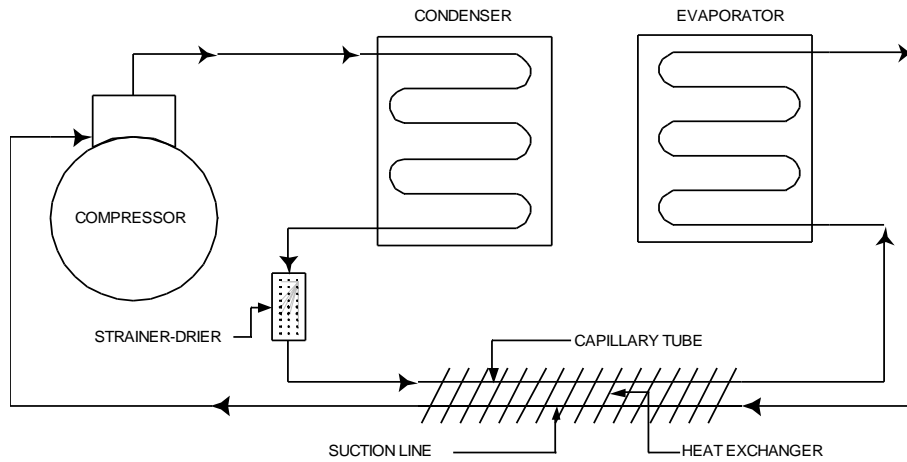 CONDENSER
EVAPORATOR
COMPRESSOR
STRAINER-DRIER
CAPILLARY TUBE
SUCTION LINE
HEAT EXCHANGER